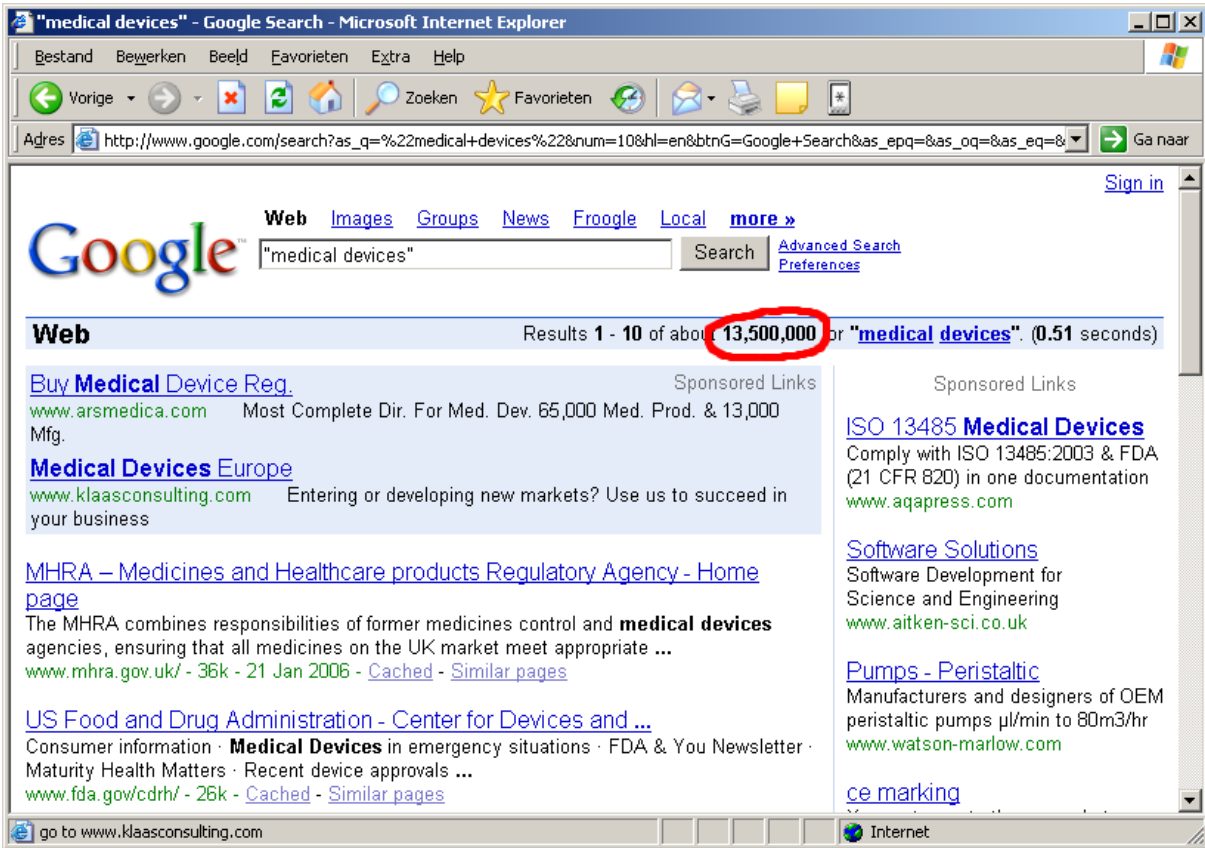 "medical devices" - Google Search - Microsoft Internet Explorer
Bestand Bewerken Beeld Favorieten Extra Help
Vorige Zoeken Favorieten
Adres http://www.google.com/search?as_q=%22medical+devices%22&num=10&hl=en&btnG=Google+Search&as_epq=&as_oq=&as_eq=& Ga naar
Sign in
Web Images Groups News Froogle Local more »
Google™
"medical devices" Search Advanced Search
Preferences
Web Results 1 - 10 of about 13,500,000 or "medical devices". (0.51 seconds)
Buy Medical Device Reg. Sponsored Links
www.arsmedica.com Most Complete Dir. For Med. Dev. 65,000 Med. Prod. & 13,000
Mfg.
Medical Devices Europe
www.klaasconsulting.com Entering or developing new markets? Use us to succeed in
your business
MHRA – Medicines and Healthcare products Regulatory Agency - Home
page
The MHRA combines responsibilities of former medicines control and medical devices
agencies, ensuring that all medicines on the UK market meet appropriate ...
www.mhra.gov.uk/ - 36k - 21 Jan 2006 - Cached - Similar pages
US Food and Drug Administration - Center for Devices and ...
Consumer information · Medical Devices in emergency situations · FDA & You Newsletter ·
Maturity Health Matters · Recent device approvals ...
www.fda.gov/cdrh/ - 26k - Cached - Similar pages
Sponsored Links
ISO 13485 Medical Devices
Comply with ISO 13485:2003 & FDA
(21 CFR 820) in one documentation
www.aqapress.com
Software Solutions
Software Development for
Science and Engineering
www.aitken-sci.co.uk
Pumps - Peristaltic
Manufacturers and designers of OEM
peristaltic pumps µl/min to 80m3/hr
www.watson-marlow.com
ce marking
go to www.klaasconsulting.com Internet